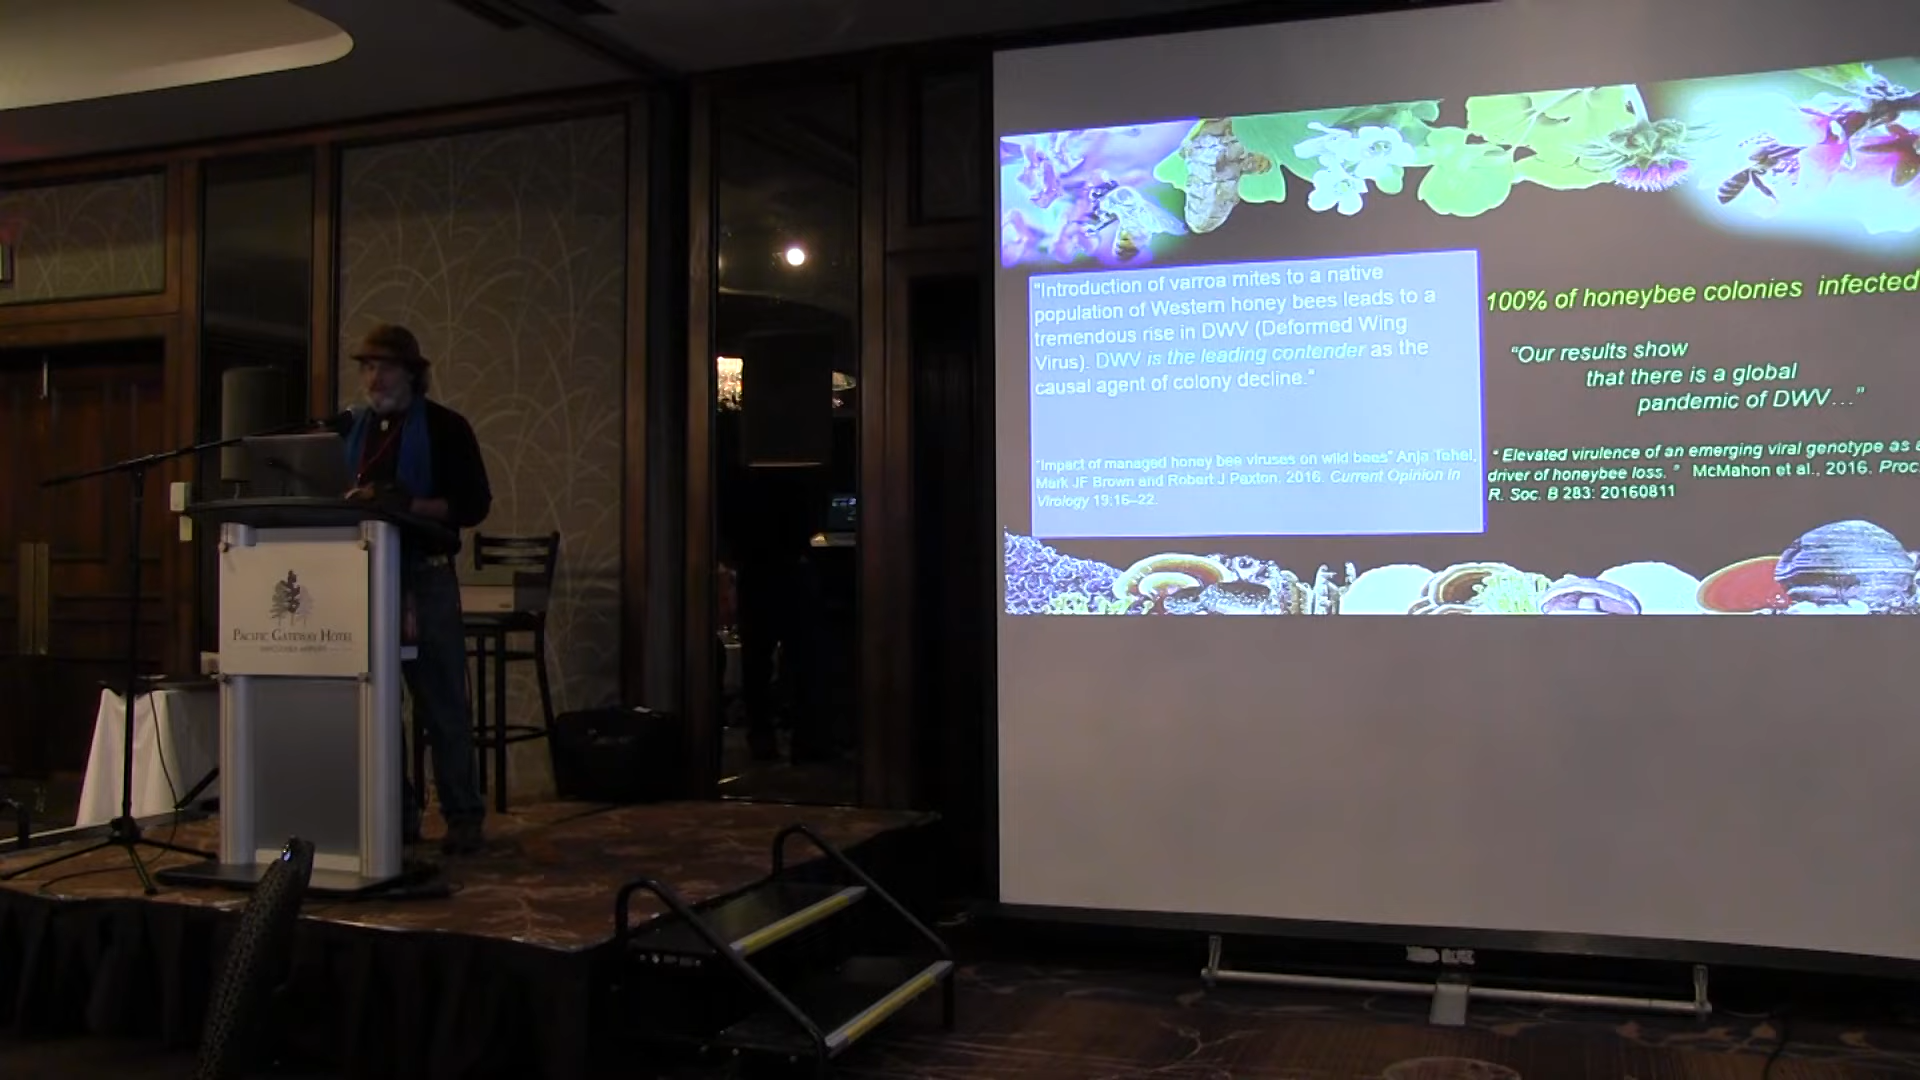 "Introduction of varroa mites to a native
population of Western honey bees leads to a
tremendous rise in DWV (Deformed Wing
Virus). DWV is the leading contender as the
causal agent of colony decline."
"Impact of managed honey bee viruses on wild bees" Anja Tehel,
Mark JF Brown and Robert J Paxton, 2016. Current Opinion in
Virology 19:16–22.
100% of honeybee colonies infected
"Our results show
that there is a global
pandemic of DWV…"
" Elevated virulence of an emerging viral genotype as a
driver of honeybee loss. " McMahon et al., 2016. Proc.
R. Soc. B 283: 20160811
PACIFIC GATEWAY HOTEL